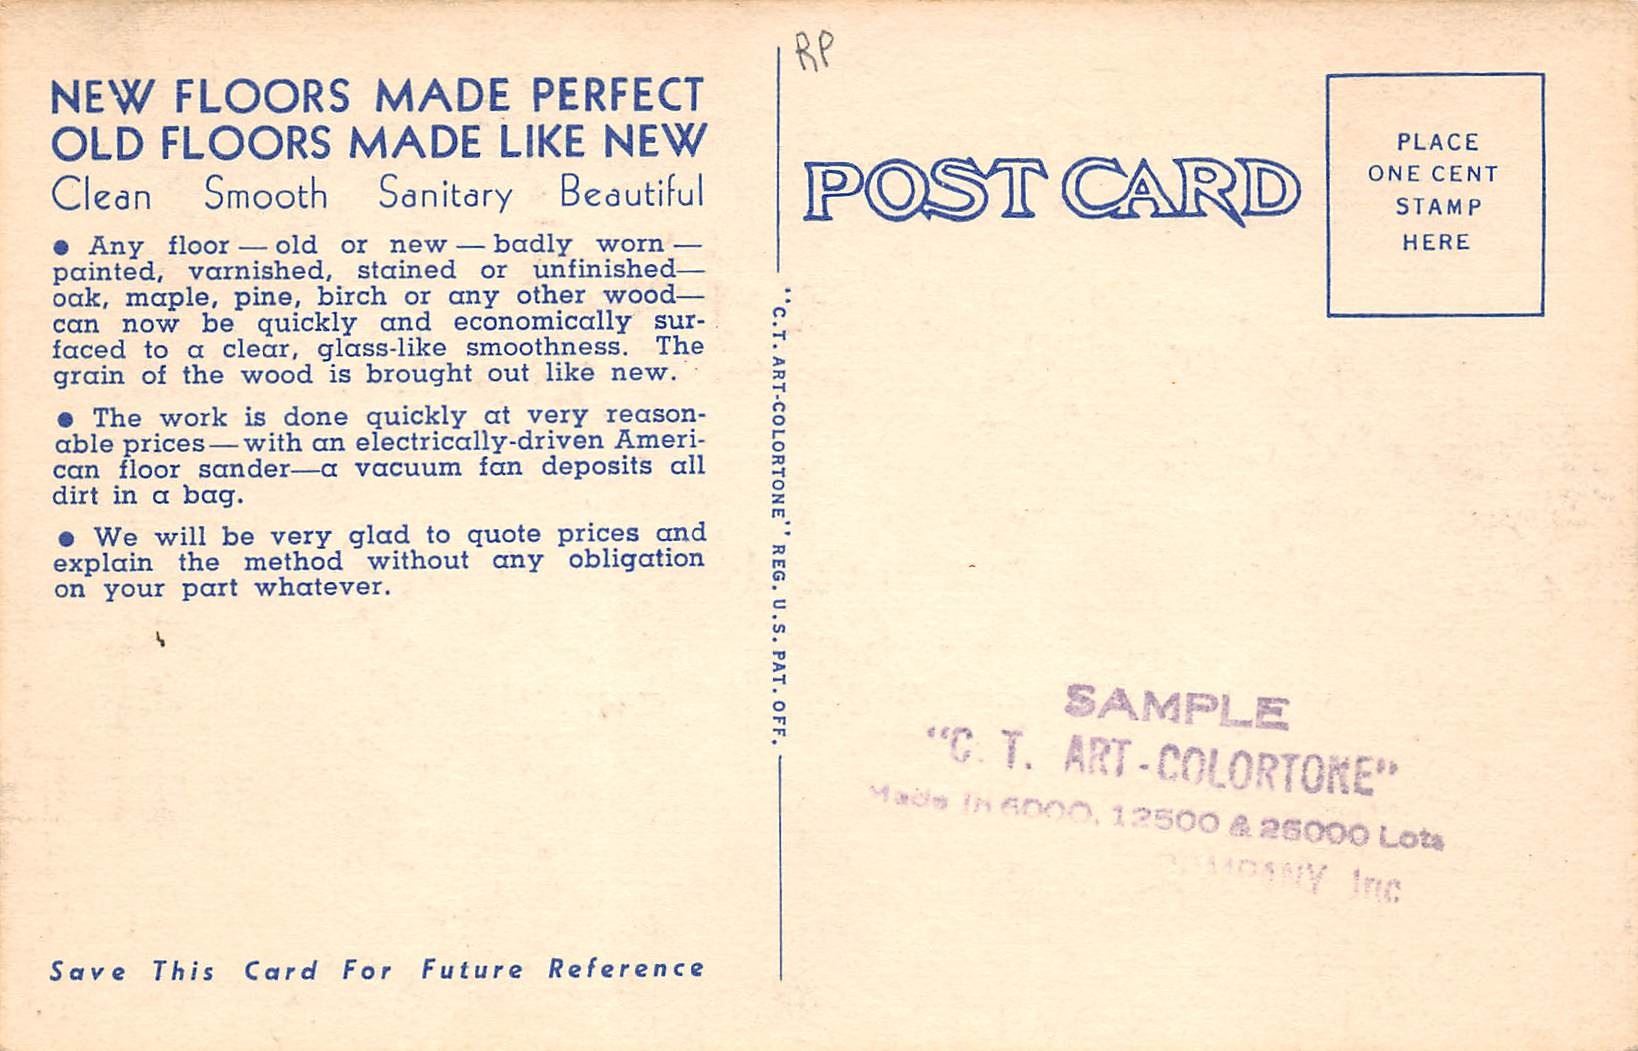 NEW FLOORS MADE PERFECT
OLD FLOORS MADE LIKE NEW
Clean Smooth Sanitary Beautiful
● Any floor — old or new — badly worn —
painted, varnished, stained or unfinished—
oak, maple, pine, birch or any other wood—
can now be quickly and economically sur-
faced to a clear, glass-like smoothness. The
grain of the wood is brought out like new.
● The work is done quickly at very reason-
able prices—with an electrically-driven Ameri-
can floor sander—a vacuum fan deposits all
dirt in a bag.
● We will be very glad to quote prices and
explain the method without any obligation
on your part whatever.
Save This Card For Future Reference
"C.T. ART-COLORTONE" REG. U.S. PAT. OFF.
RP
POST CARD
PLACE
ONE CENT
STAMP
HERE
SAMPLE
"C. T. ART-COLORTONE"
Made in 6000, 12500 & 25000 Lots
Inc